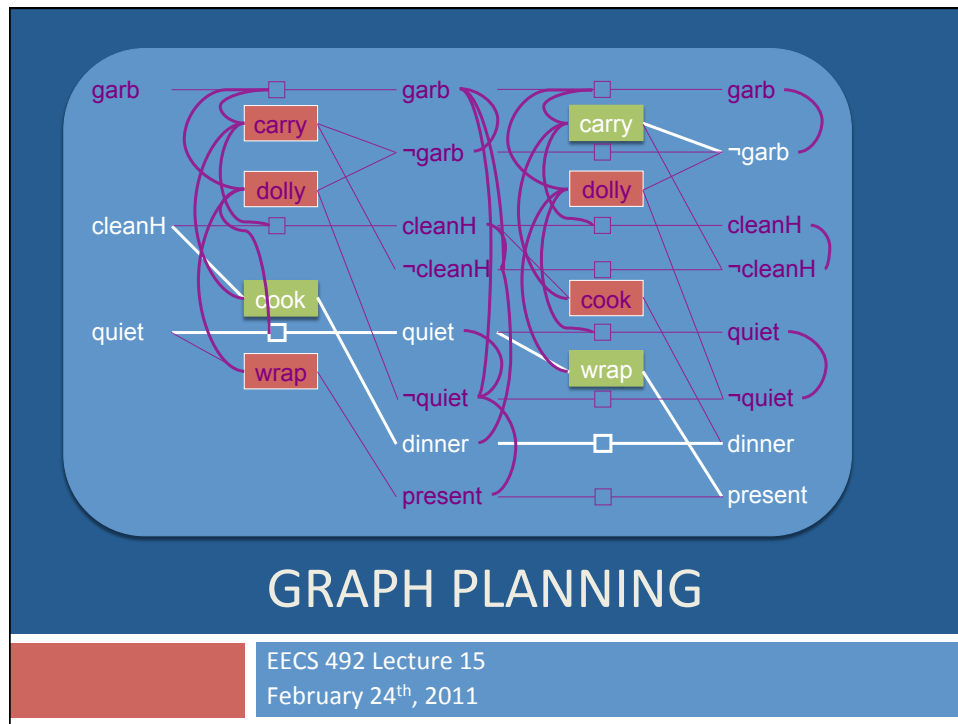 garb garb garb
carry carry
¬garb ¬garb
dolly dolly
cleanH cleanH cleanH
¬cleanH ¬cleanH
cook cook
quiet quiet quiet
wrap wrap
¬quiet ¬quiet
dinner dinner
present present
GRAPH PLANNING
EECS 492 Lecture 15
February 24th, 2011